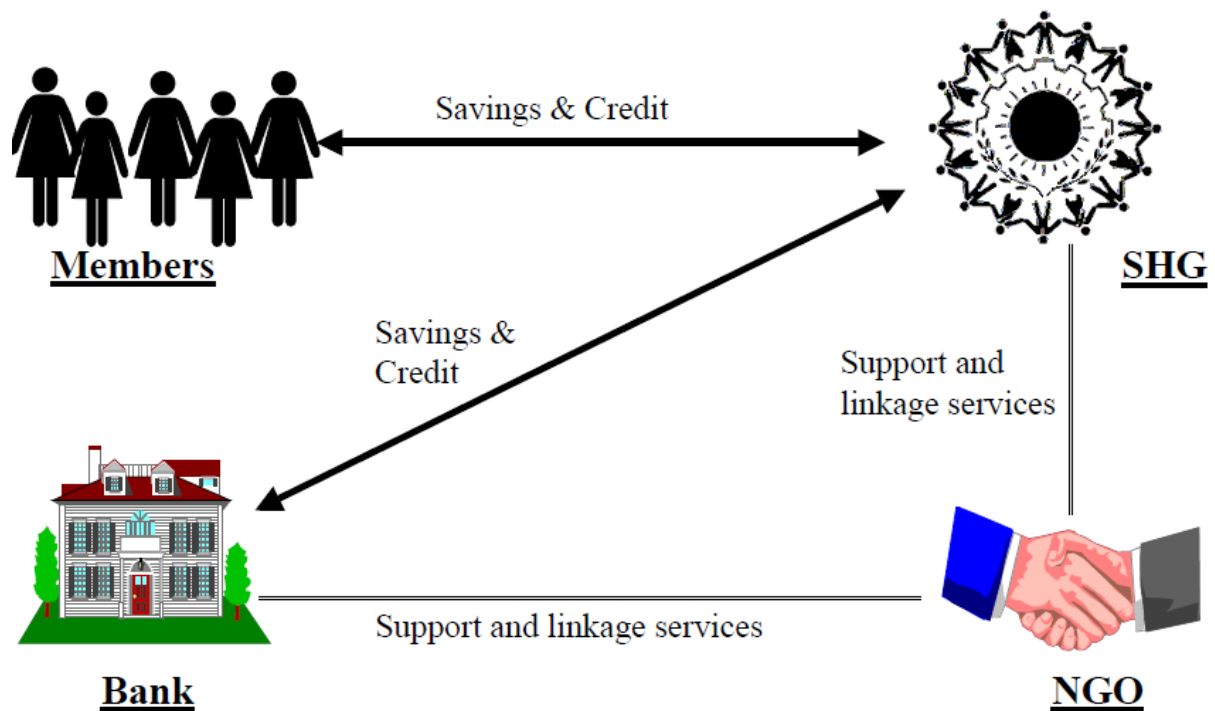 Savings & Credit
Members
SHG
Savings &
Credit
Support and
linkage services
Support and linkage services
Bank
NGO